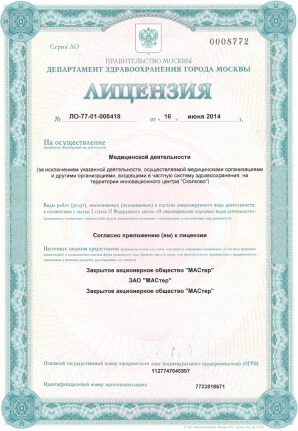 Серия ЛО
0008772
ПРАВИТЕЛЬСТВО МОСКВЫ
ДЕПАРТАМЕНТ ЗДРАВООХРАНЕНИЯ ГОРОДА МОСКВЫ
ЛИЦЕНЗИЯ
№ ЛО-77-01-008418 от « 16 » июня 2014
На осуществление
Медицинской деятельности
(за исключением указанной деятельности, осуществляемой медицинскими организациями
и другими организациями, входящими в частную систему здравоохранения, на
территории инновационного центра "Сколково")
Виды работ (услуг), выполняемых (оказываемых) в составе лицензируемого вида деятельности,
в соответствии с частью 2 статьи 12 Федерального закона «О лицензировании отдельных видов деятельности»
Согласно приложению (ям) к лицензии
Настоящая лицензия предоставлена
Закрытое акционерное общество "МАСтер"
ЗАО "МАСтер"
Закрытое акционерное общество "МАСтер"
Основной государственный регистрационный номер юридического лица (индивидуального предпринимателя) (ОГРН)
1127747045997
Идентификационный номер налогоплательщика
7733818671